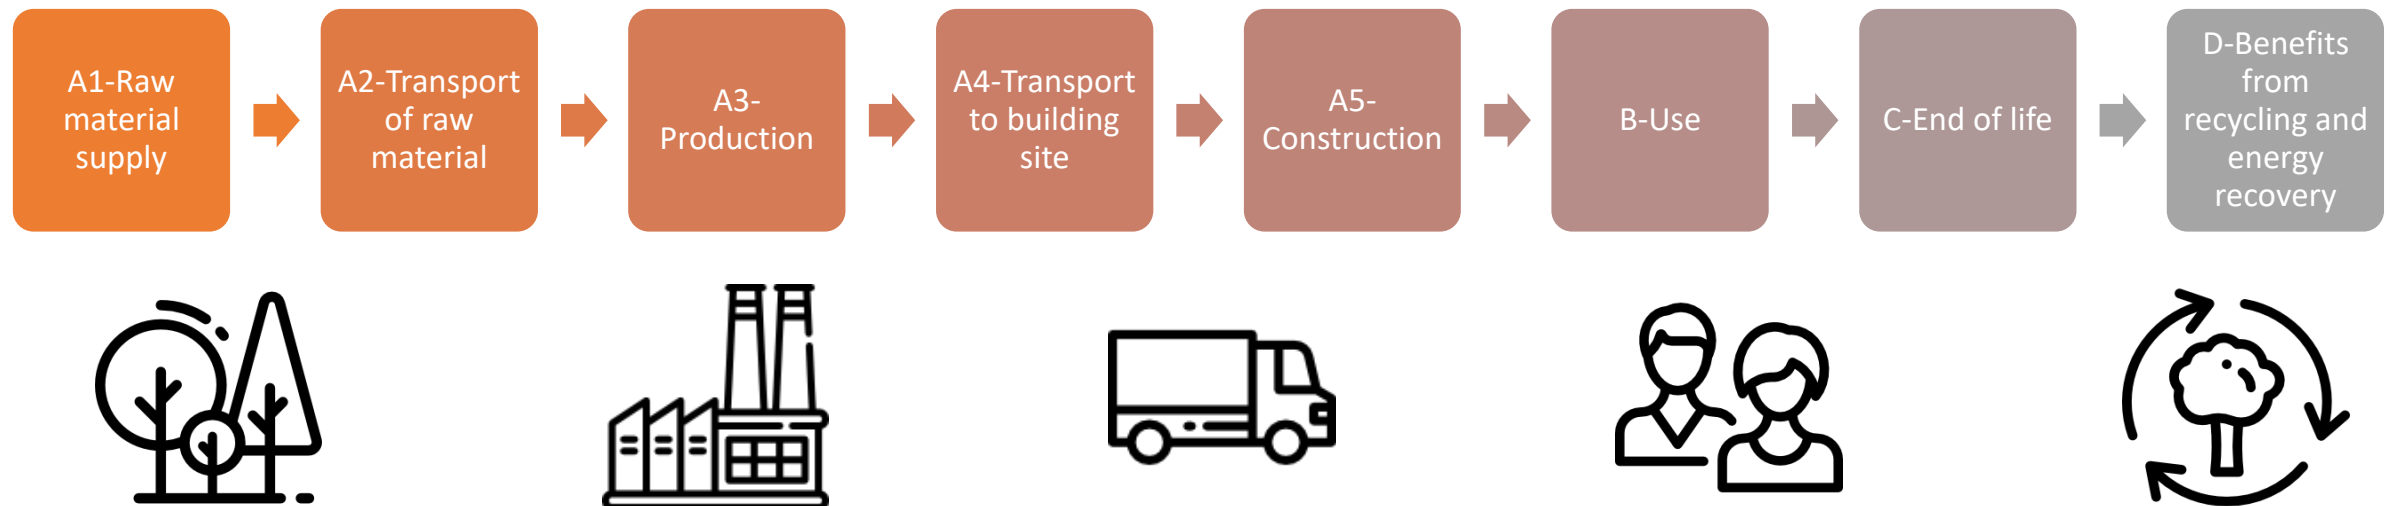 A1-Raw
material
supply
A2-Transport
of raw
material
A3-
Production
A4-Transport
to building
site
A5-
Construction
B-Use
C-End of life
D-Benefits
from
recycling and
energy
recovery